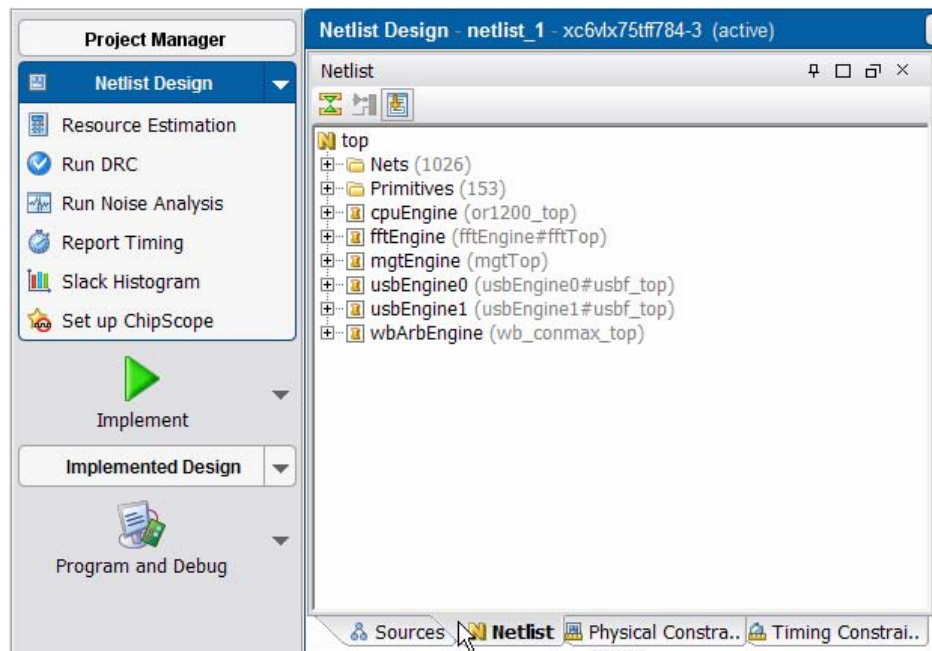 Project Manager
Netlist Design
Resource Estimation
Run DRC
Run Noise Analysis
Report Timing
Slack Histogram
Set up ChipScope
Implement
Implemented Design
Program and Debug
Netlist Design - netlist_1 - xc6vlx75tff784-3 (active)
Netlist
top
Nets (1026)
Primitives (153)
cpuEngine (or1200_top)
fftEngine (fftEngine#fftTop)
mgtEngine (mgtTop)
usbEngine0 (usbEngine0#usbf_top)
usbEngine1 (usbEngine1#usbf_top)
wbArbEngine (wb_conmax_top)
Sources Netlist Physical Constra.. Timing Constrai..